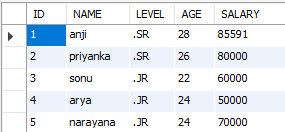 ID NAME LEVEL AGE SALARY
1 anji .SR 28 85591
2 priyanka .SR 26 80000
3 sonu .JR 22 60000
4 arya .JR 24 50000
5 narayana .JR 24 70000